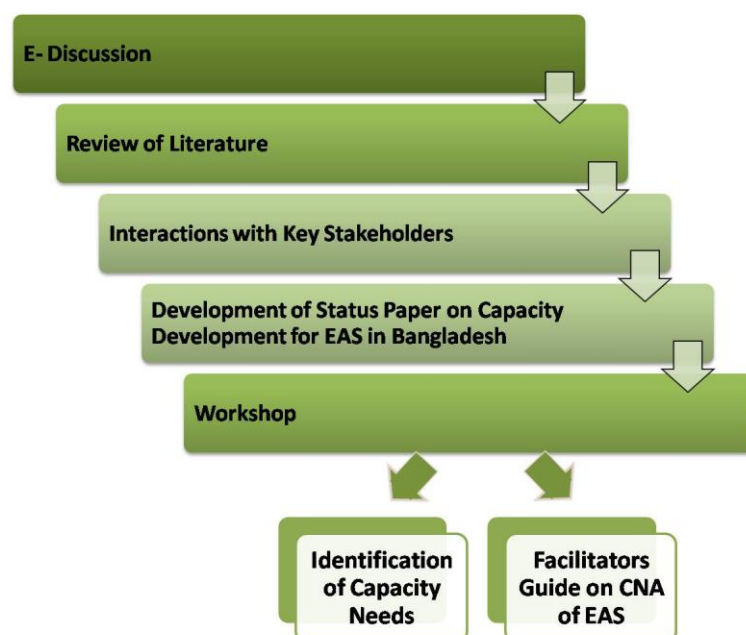 E- Discussion
Review of Literature
Interactions with Key Stakeholders
Development of Status Paper on Capacity
Development for EAS in Bangladesh
Workshop
Identification
of Capacity
Needs
Facilitators
Guide on CNA
of EAS